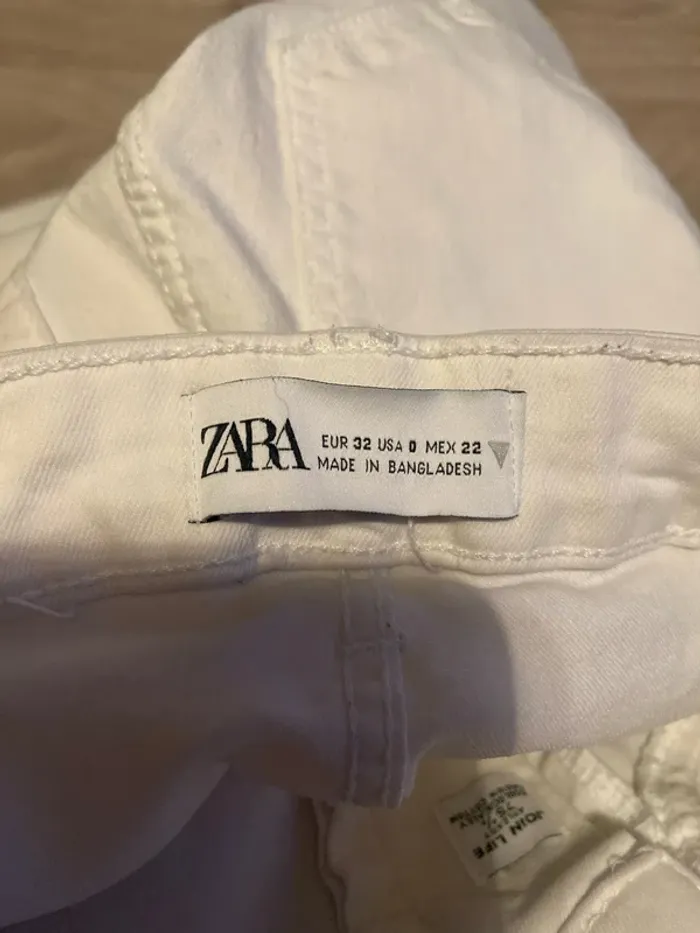 ZARA
EUR 32 USA 0 MEX 22
MADE IN BANGLADESH
JOIN LIFE